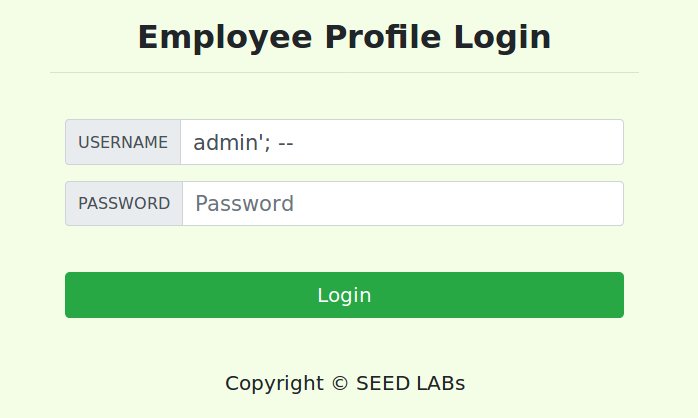 Employee Profile Login
USERNAME admin'; --
PASSWORD Password
Login
Copyright © SEED LABs